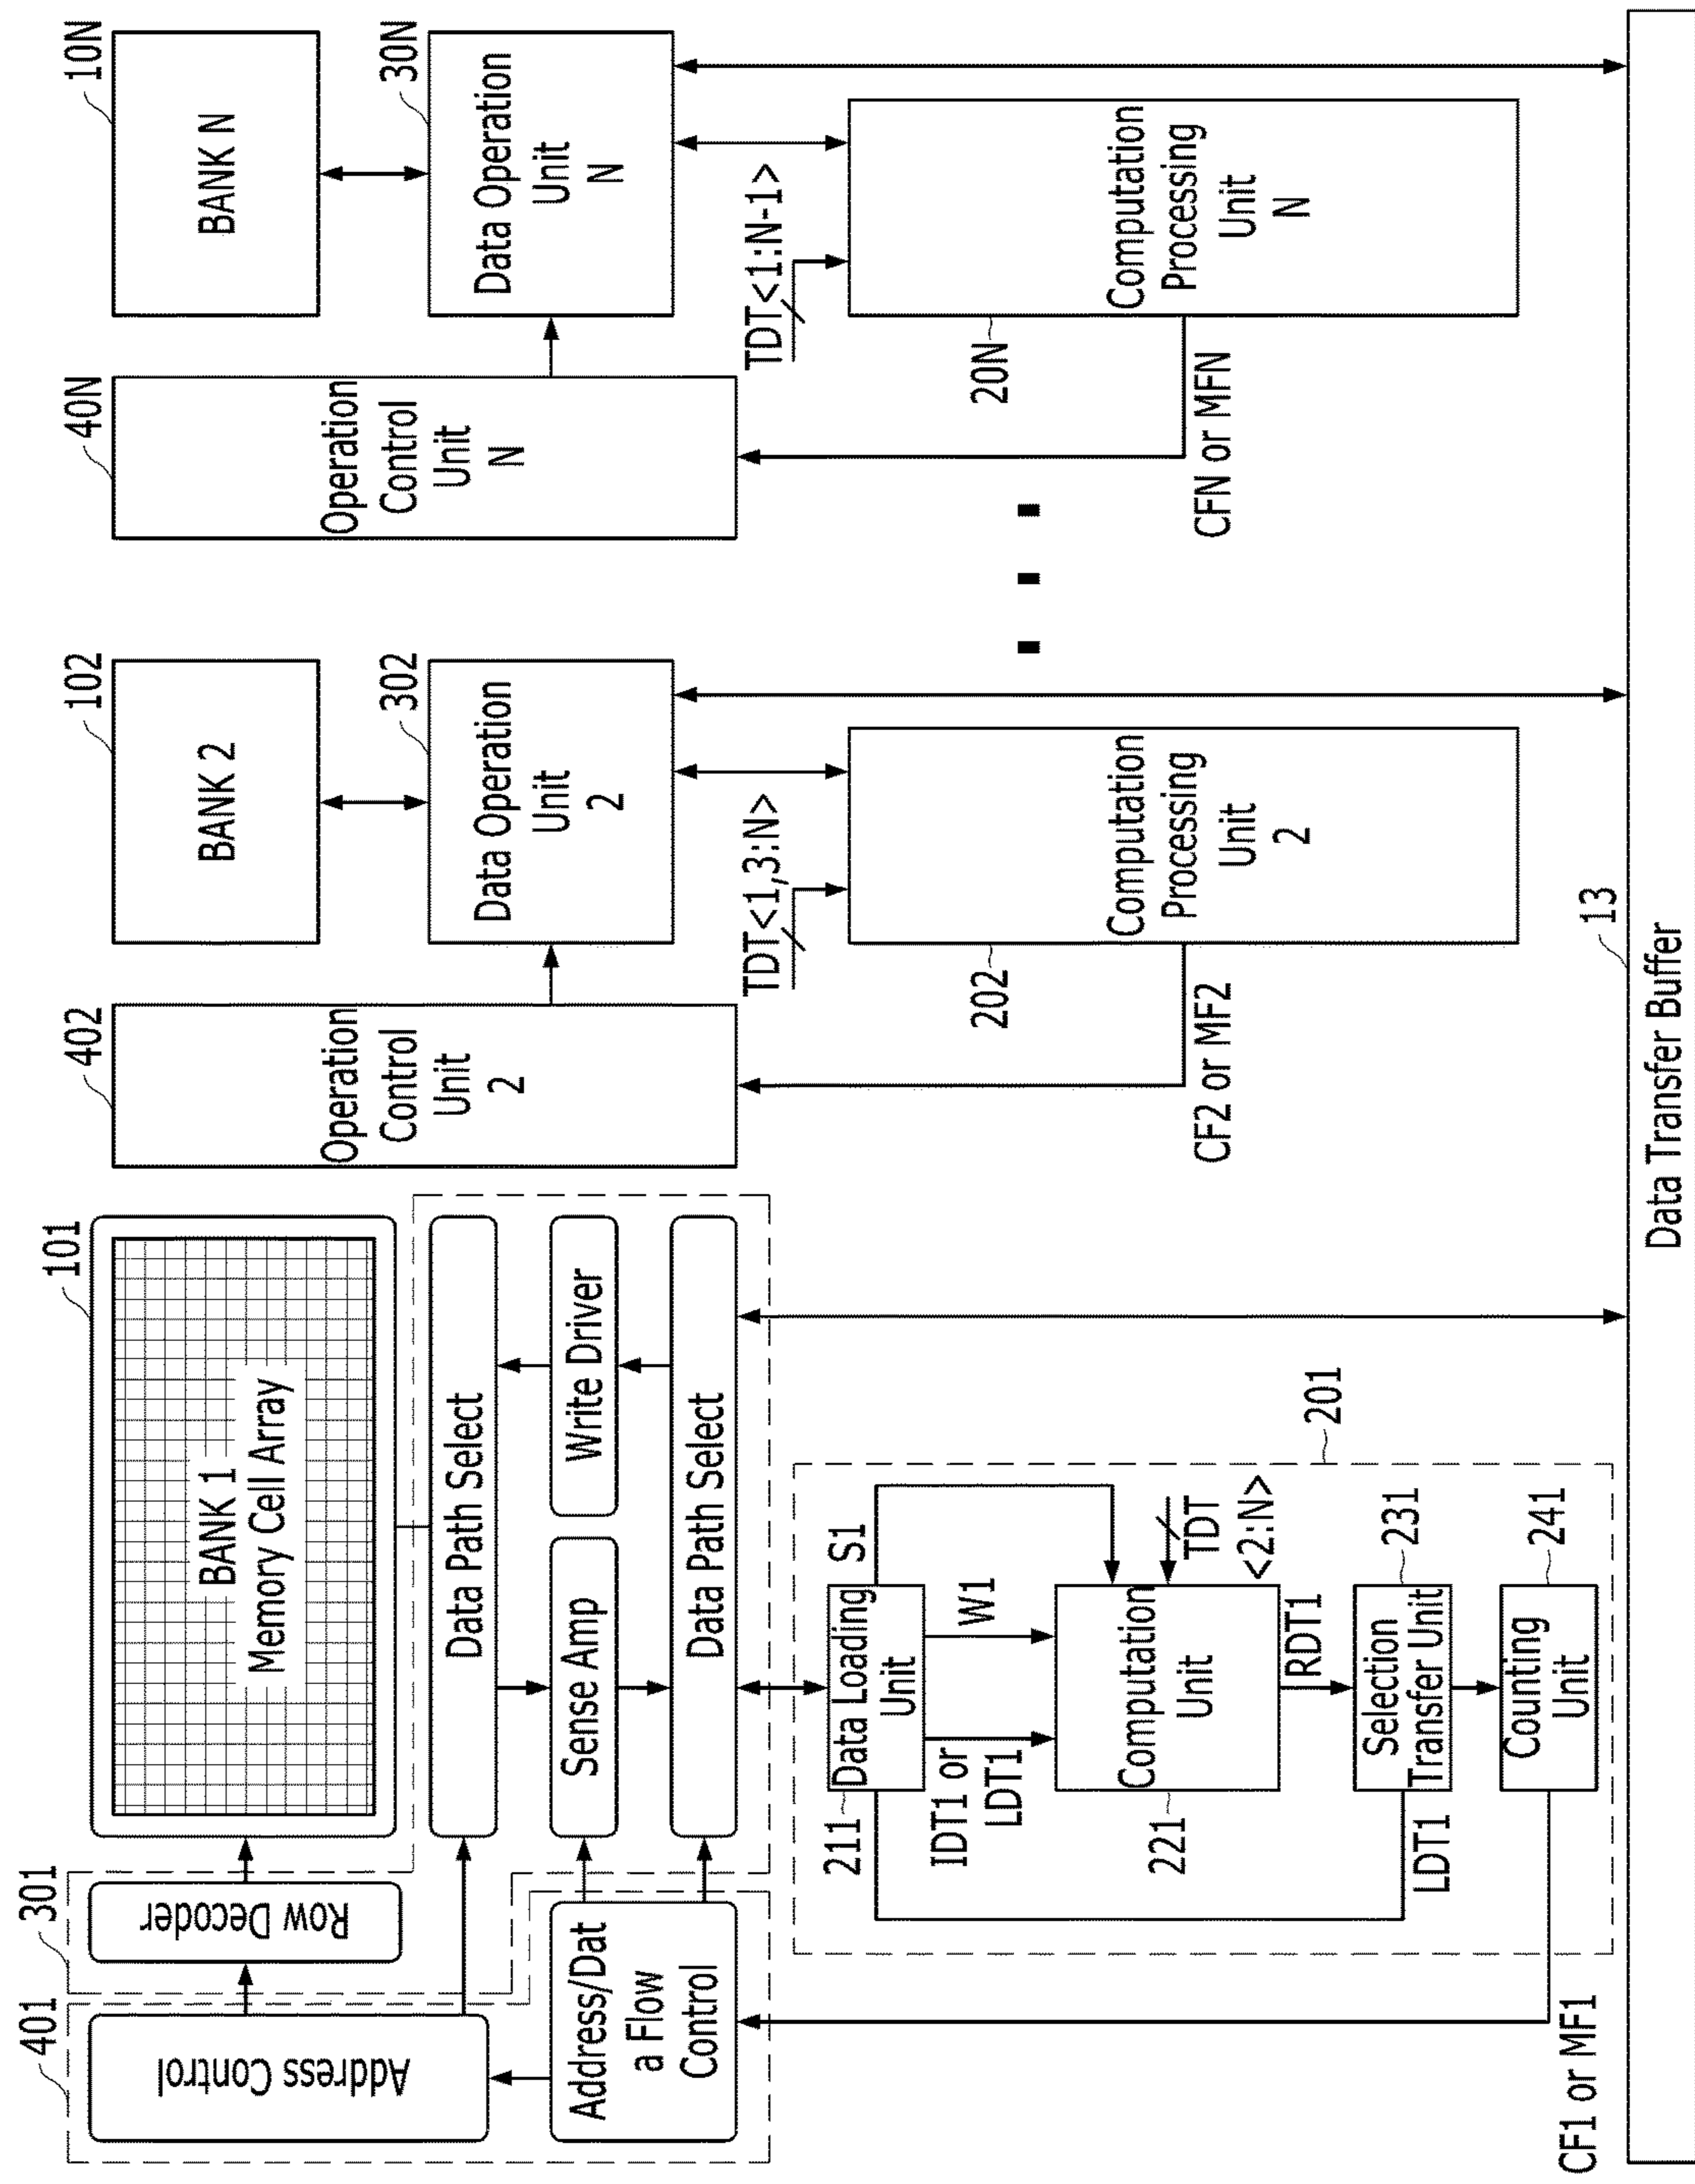 401
301
101
402
102
40N
10N
Address Control
Row Decoder
BANK 1
Memory Cell Array
Operation
Control
Unit
2
BANK 2
Operation
Control
Unit
N
BANK N
302
30N
Data Path Select
Data Operation
Unit
2
Data Operation
Unit
N
Address/Dat
a Flow
Control
Sense Amp
Write Driver
Data Path Select
TDT<1,3:N>
TDT<1:N-1>
211
Data Loading
Unit
S1
IDT1 or
LDT1
W1
201
202
20N
Computation
Processing
Unit
2
Computation
Processing
Unit
N
221
Computation
Unit
TDT
<2:N>
RDT1
CF2 or MF2
CFN or MFN
LDT1
Selection
Transfer Unit
231
Counting
Unit
241
CF1 or MF1
13
Data Transfer Buffer